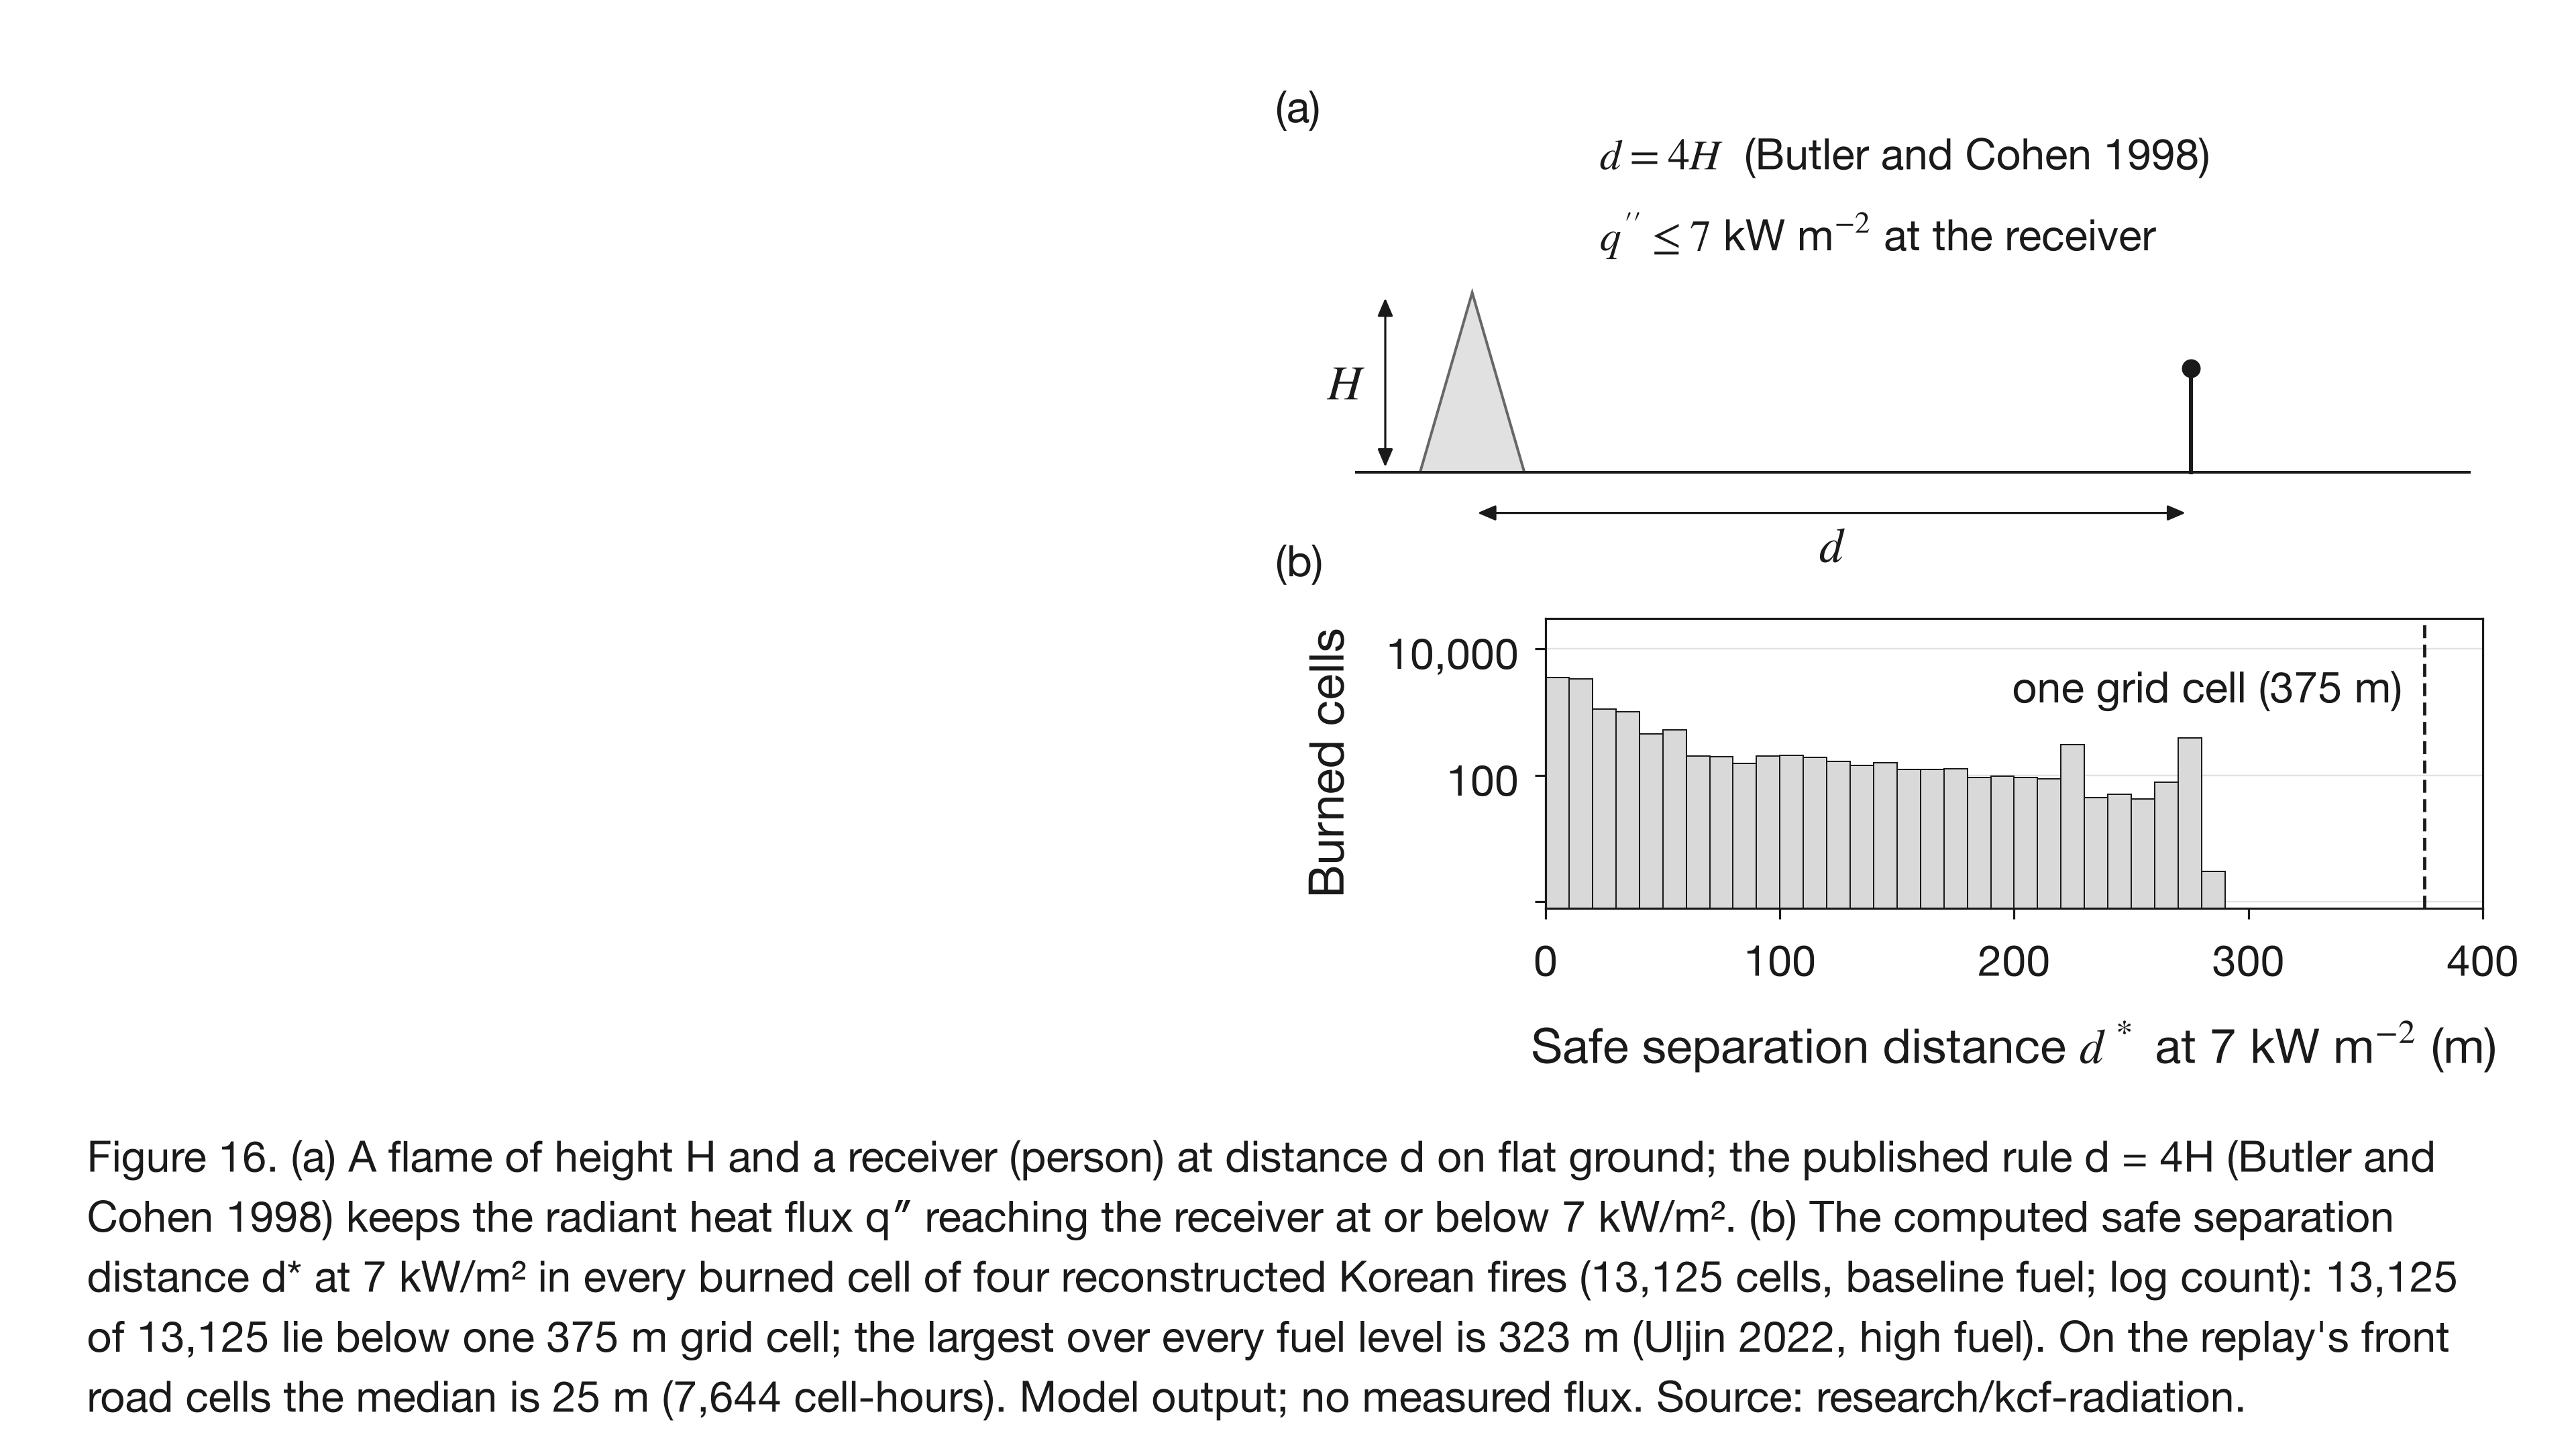 (a)
d = 4H (Butler and Cohen 1998)
q″ ≤ 7 kW m⁻² at the receiver
H
d
(b)
Burned cells
10,000
100
one grid cell (375 m)
0 100 200 300 400
Safe separation distance d* at 7 kW m⁻² (m)
Figure 16. (a) A flame of height H and a receiver (person) at distance d on flat ground; the published rule d = 4H (Butler and
Cohen 1998) keeps the radiant heat flux q″ reaching the receiver at or below 7 kW/m². (b) The computed safe separation
distance d* at 7 kW/m² in every burned cell of four reconstructed Korean fires (13,125 cells, baseline fuel; log count): 13,125
of 13,125 lie below one 375 m grid cell; the largest over every fuel level is 323 m (Uljin 2022, high fuel). On the replay's front
road cells the median is 25 m (7,644 cell-hours). Model output; no measured flux. Source: research/kcf-radiation.